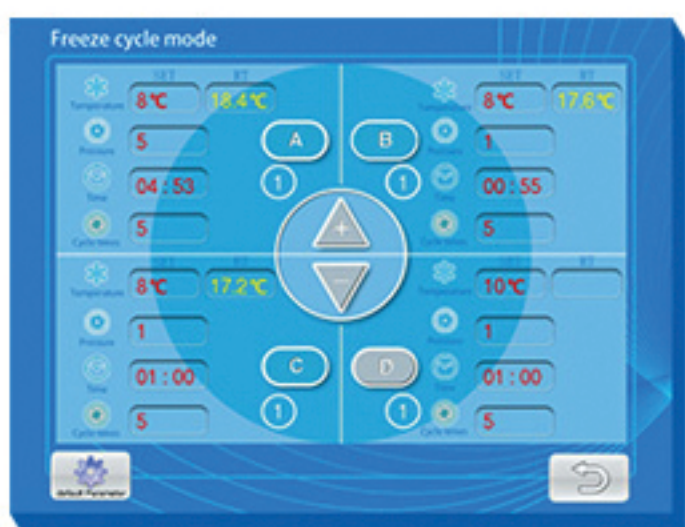 Freeze cycle mode
SET RT
Temperature 8℃ 18.4℃
Pressure 5
A
Time 04 : 53
1
Cycle times 5
SET RT
Temperature 8℃ 17.6℃
Pressure 1
B
Time 00 : 55
1
Cycle times 5
+
−
SET RT
Temperature 8℃ 17.2℃
Pressure 1
Time 01 : 00
C
Cycle times 5
1
SET RT
Temperature 10℃
Pressure 1
Time 01 : 00
D
Cycle times 5
1
default Parameter